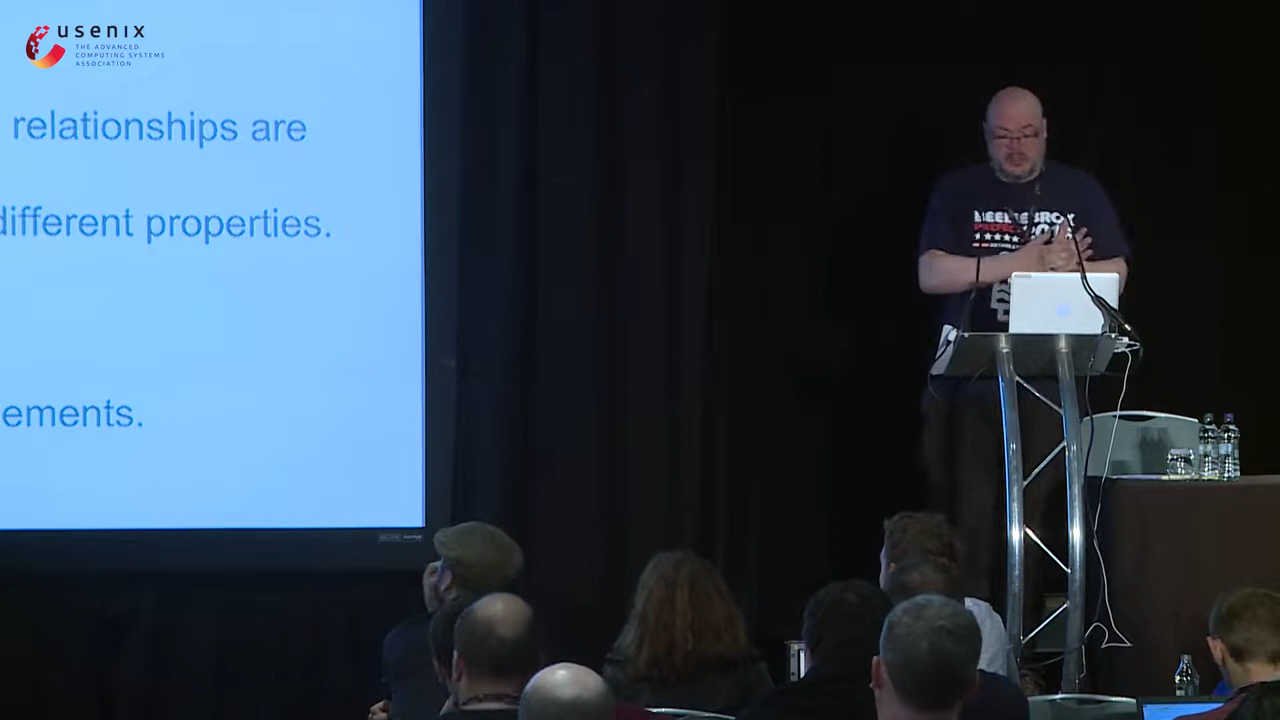 usenix
THE ADVANCED
COMPUTING SYSTEMS
ASSOCIATION
relationships are
different properties.
ements.